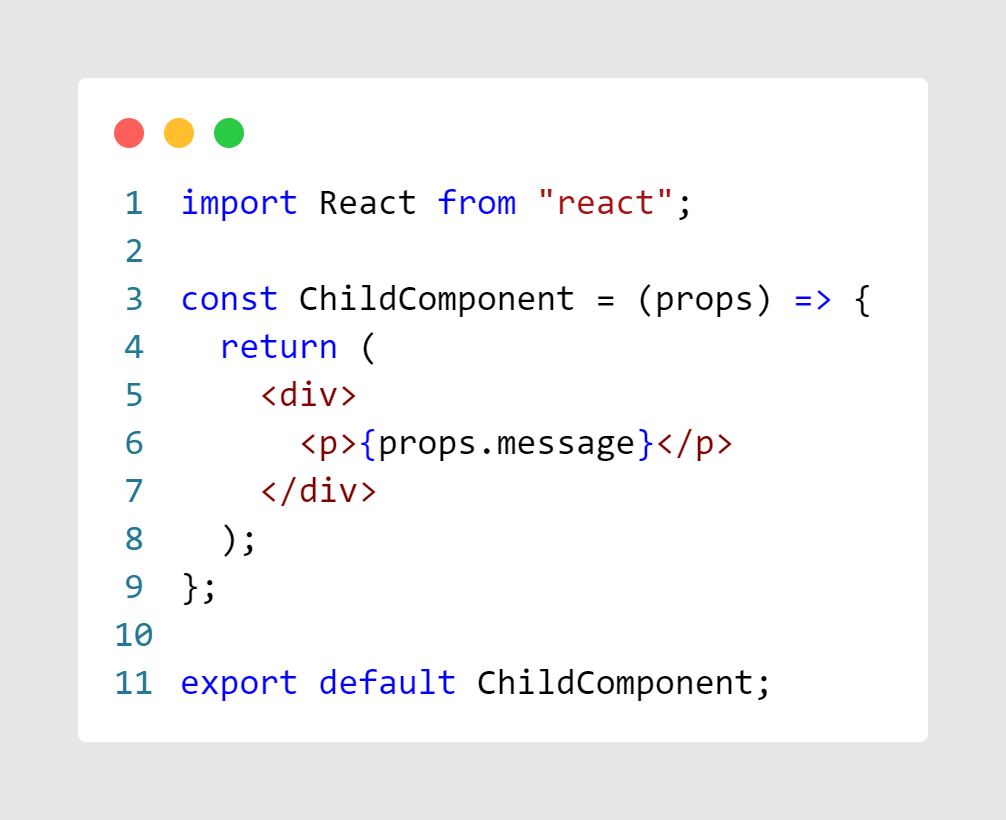 1 import React from "react";
2
3 const ChildComponent = (props) => {
4   return (
5     <div>
6       <p>{props.message}</p>
7     </div>
8   );
9 };
10
11 export default ChildComponent;